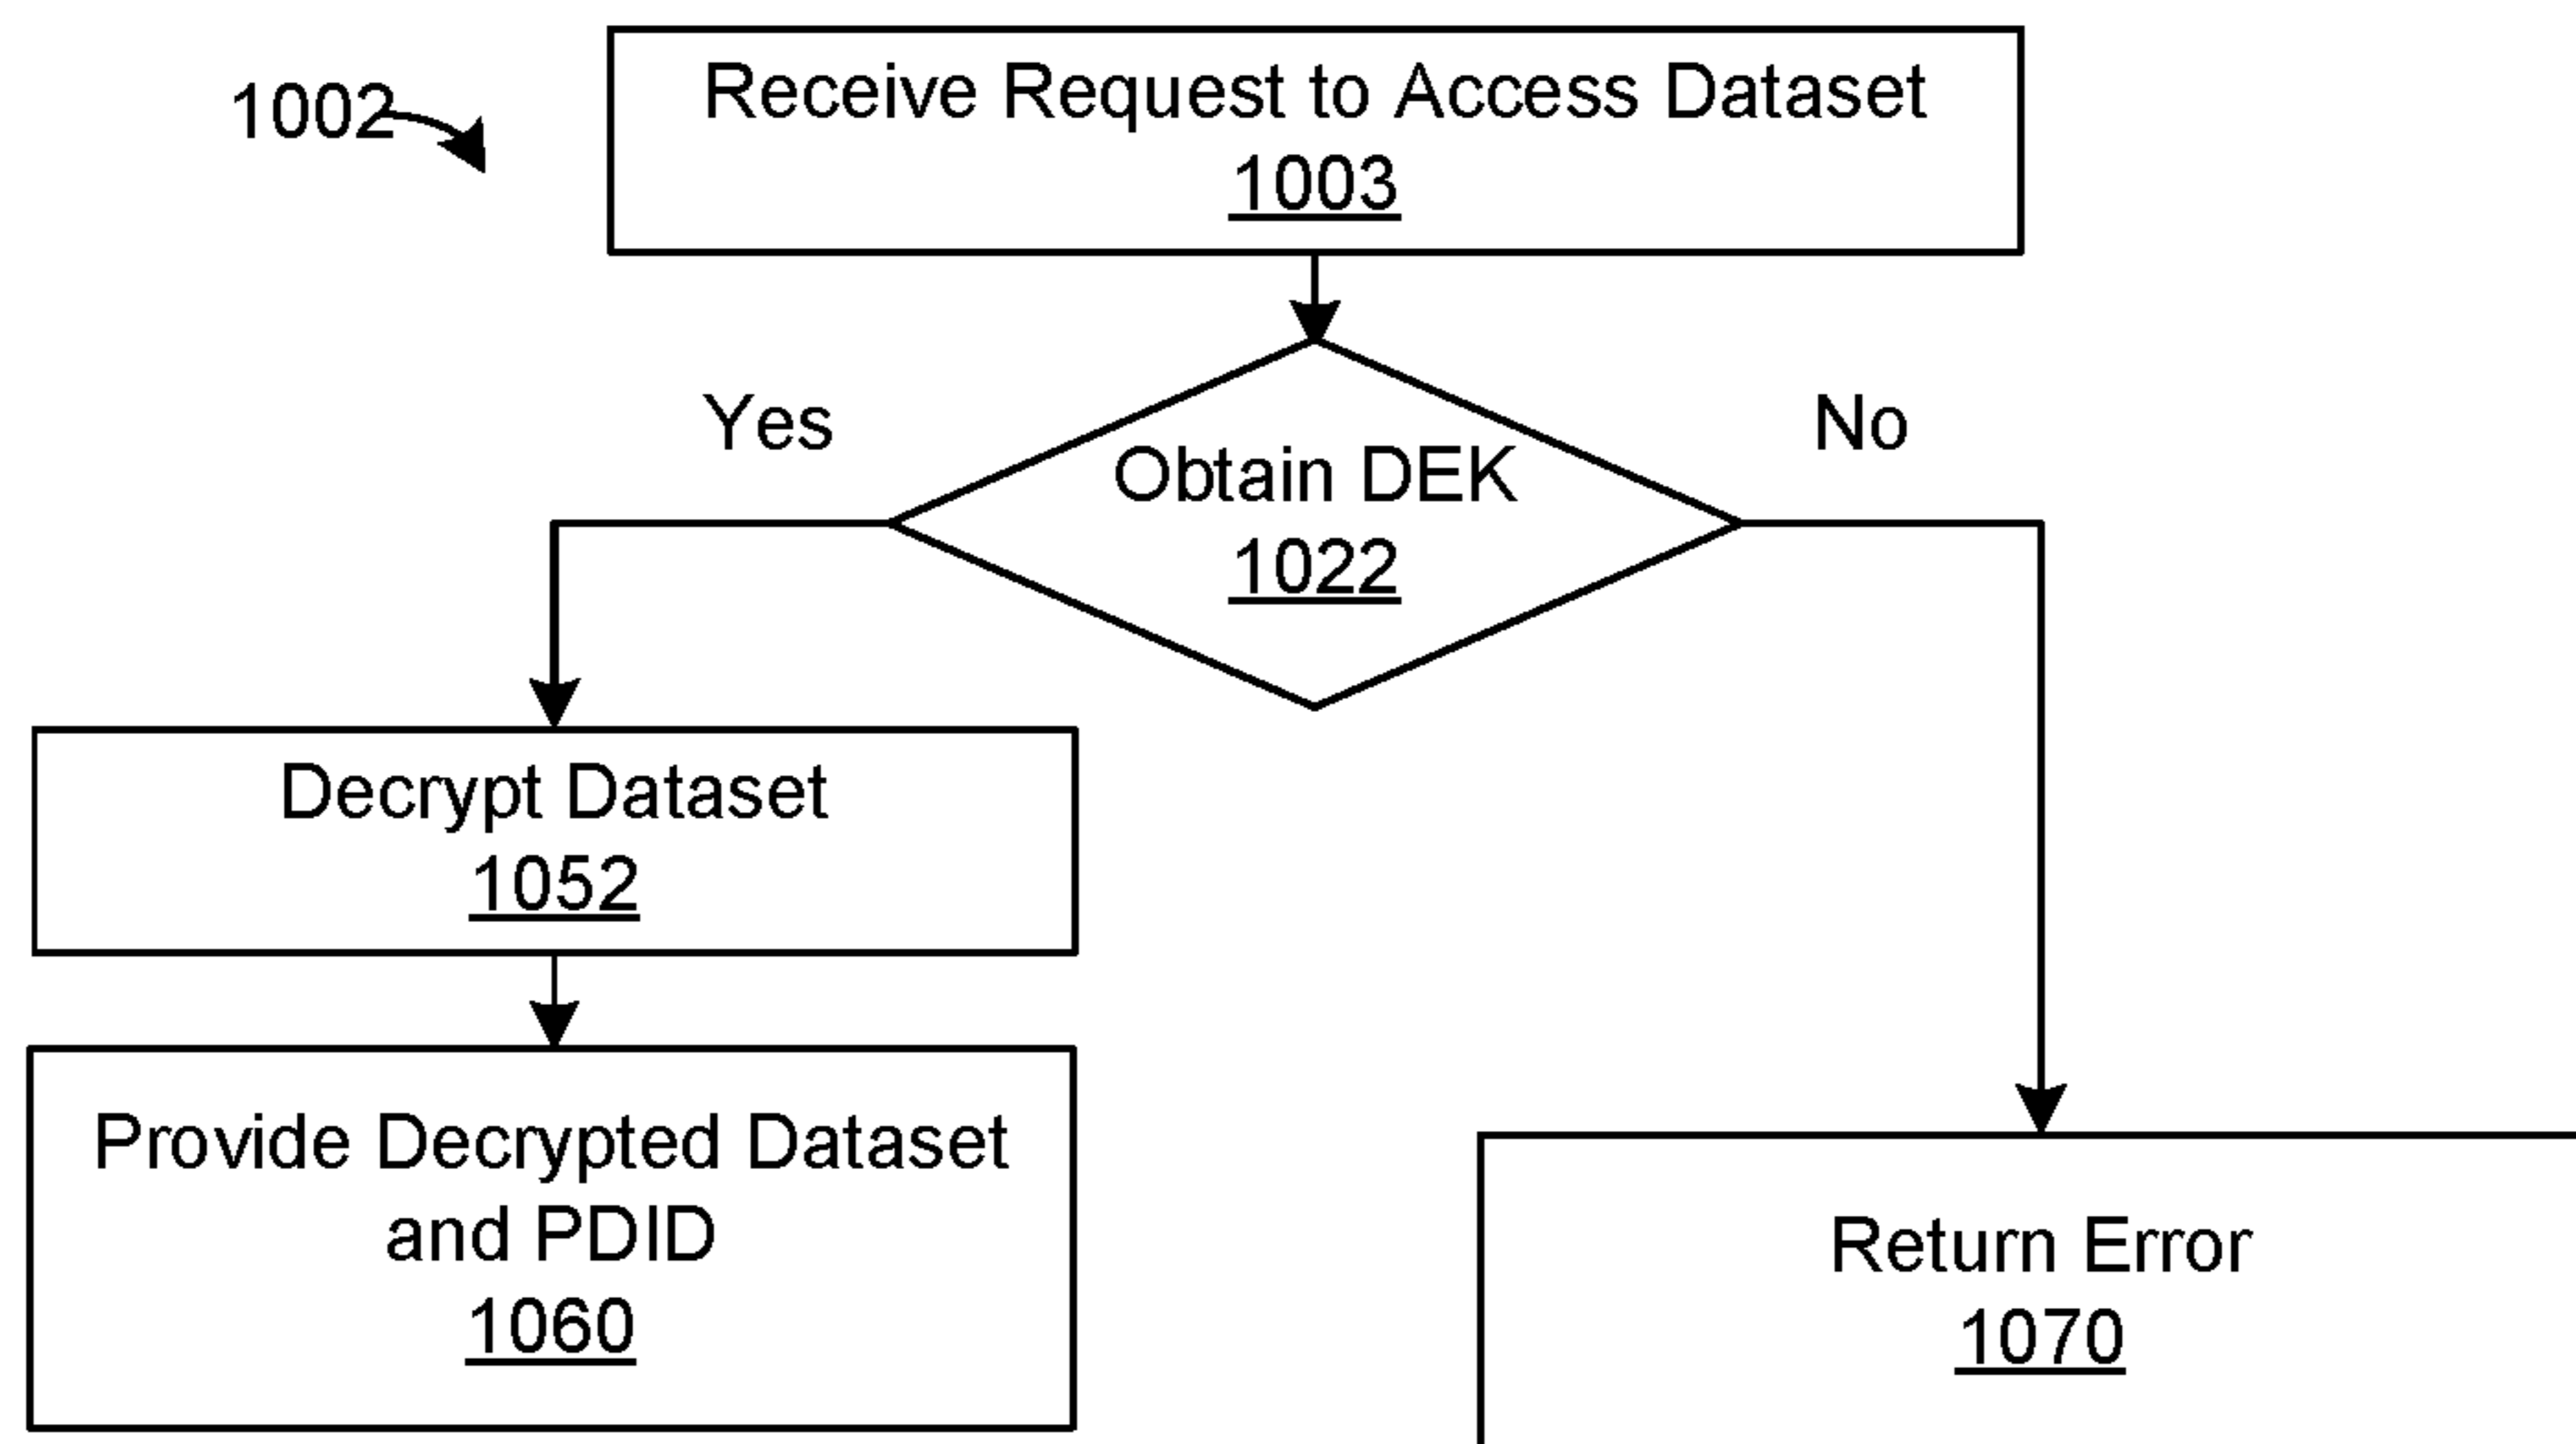 1002
Receive Request to Access Dataset
1003
Yes
No
Obtain DEK
1022
Decrypt Dataset
1052
Provide Decrypted Dataset
and PDID
1060
Return Error
1070